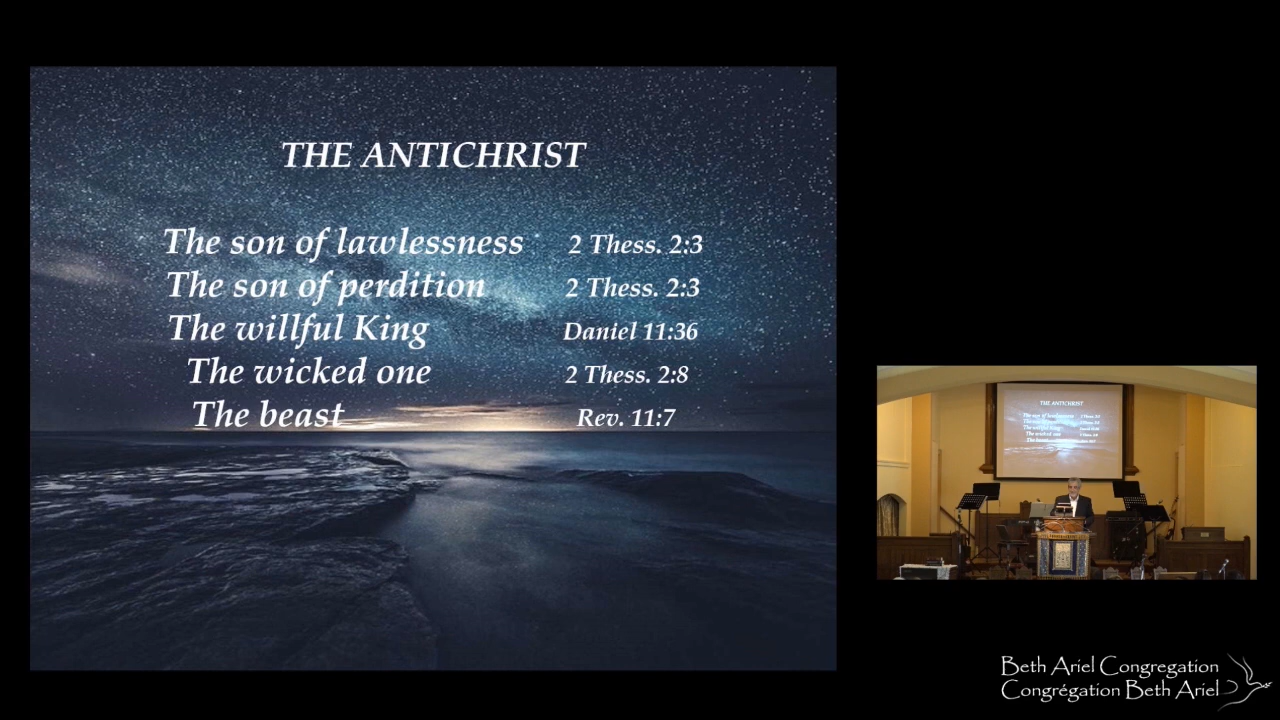 THE ANTICHRIST
The son of lawlessness 2 Thess. 2:3
The son of perdition 2 Thess. 2:3
The willful King Daniel 11:36
The wicked one 2 Thess. 2:8
The beast Rev. 11:7
THE ANTICHRIST
Beth Ariel Congregation
Congrégation Beth Ariel